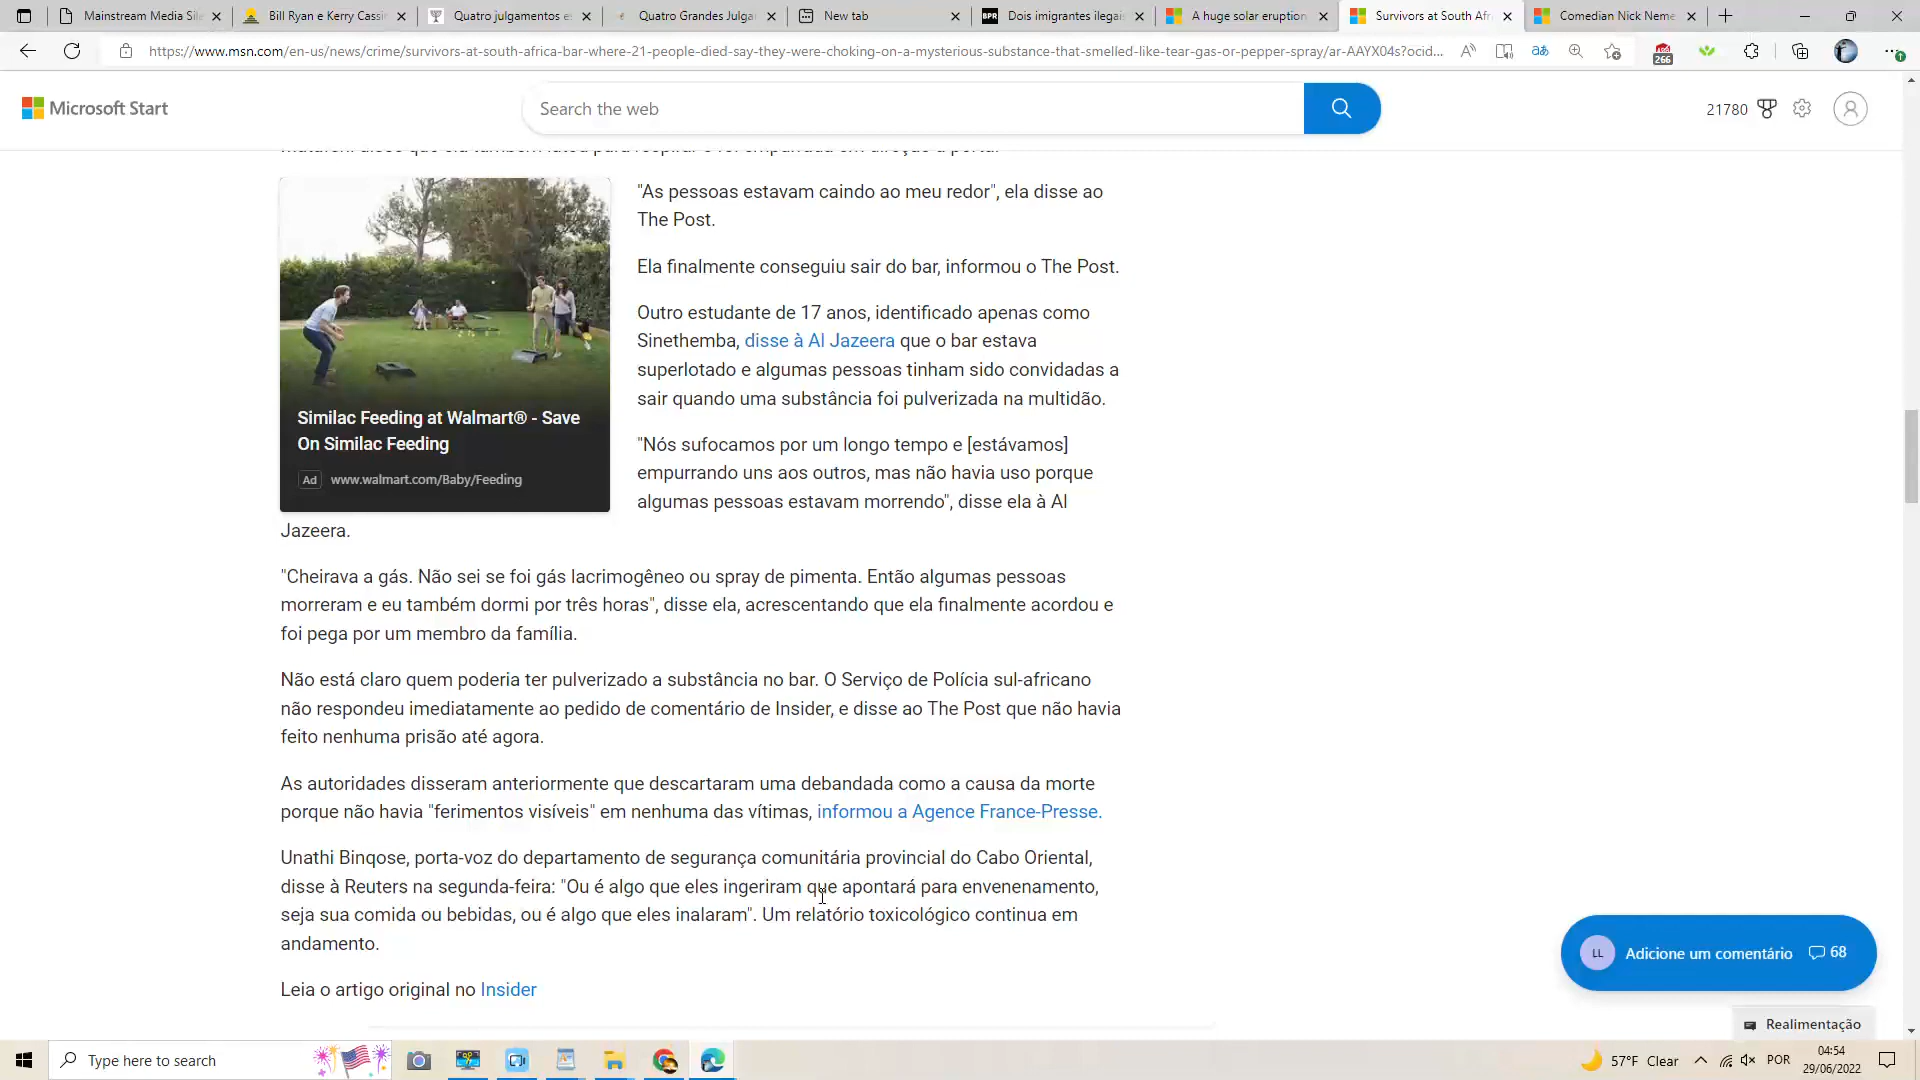 Mainstream Media Sile
Bill Ryan e Kerry Cassi
Quatro julgamentos e
Quatro Grandes Julga
New tab
BPR
Dois imigrantes ilegai
A huge solar eruption
Survivors at South Afr
Comedian Nick Neme
https://www.msn.com/en-us/news/crime/survivors-at-south-africa-bar-where-21-people-died-say-they-were-choking-on-a-mysterious-substance-that-smelled-like-tear-gas-or-pepper-spray/ar-AAYX04s?ocid...
266
Microsoft Start
Search the web
21780
"As pessoas estavam caindo ao meu redor", ela disse ao
The Post.
Ela finalmente conseguiu sair do bar, informou o The Post.
Outro estudante de 17 anos, identificado apenas como
Sinethemba, disse à Al Jazeera que o bar estava
superlotado e algumas pessoas tinham sido convidadas a
sair quando uma substância foi pulverizada na multidão.
Similac Feeding at Walmart® - Save
On Similac Feeding
Ad www.walmart.com/Baby/Feeding
"Nós sufocamos por um longo tempo e [estávamos]
empurrando uns aos outros, mas não havia uso porque
algumas pessoas estavam morrendo", disse ela à Al
Jazeera.
"Cheirava a gás. Não sei se foi gás lacrimogêneo ou spray de pimenta. Então algumas pessoas
morreram e eu também dormi por três horas", disse ela, acrescentando que ela finalmente acordou e
foi pega por um membro da família.
Não está claro quem poderia ter pulverizado a substância no bar. O Serviço de Polícia sul-africano
não respondeu imediatamente ao pedido de comentário de Insider, e disse ao The Post que não havia
feito nenhuma prisão até agora.
As autoridades disseram anteriormente que descartaram uma debandada como a causa da morte
porque não havia "ferimentos visíveis" em nenhuma das vítimas, informou a Agence France-Presse.
Unathi Binqose, porta-voz do departamento de segurança comunitária provincial do Cabo Oriental,
disse à Reuters na segunda-feira: "Ou é algo que eles ingeriram que apontará para envenenamento,
seja sua comida ou bebidas, ou é algo que eles inalaram". Um relatório toxicológico continua em
andamento.
Leia o artigo original no Insider
LL Adicione um comentário 68
Realimentação
Type here to search
57°F Clear
POR
04:54
29/06/2022